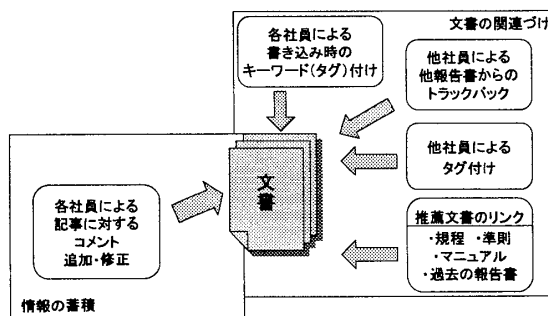 文書の関連づけ
各社員による
書き込み時の
キーワード(タグ)付け
他社員による
他報告書からの
トラックバック
他社員による
タグ付け
文書
各社員による
記事に対する
コメント
追加・修正
推薦文書のリンク
・規程 ・準則
・マニュアル
・過去の報告書
情報の蓄積